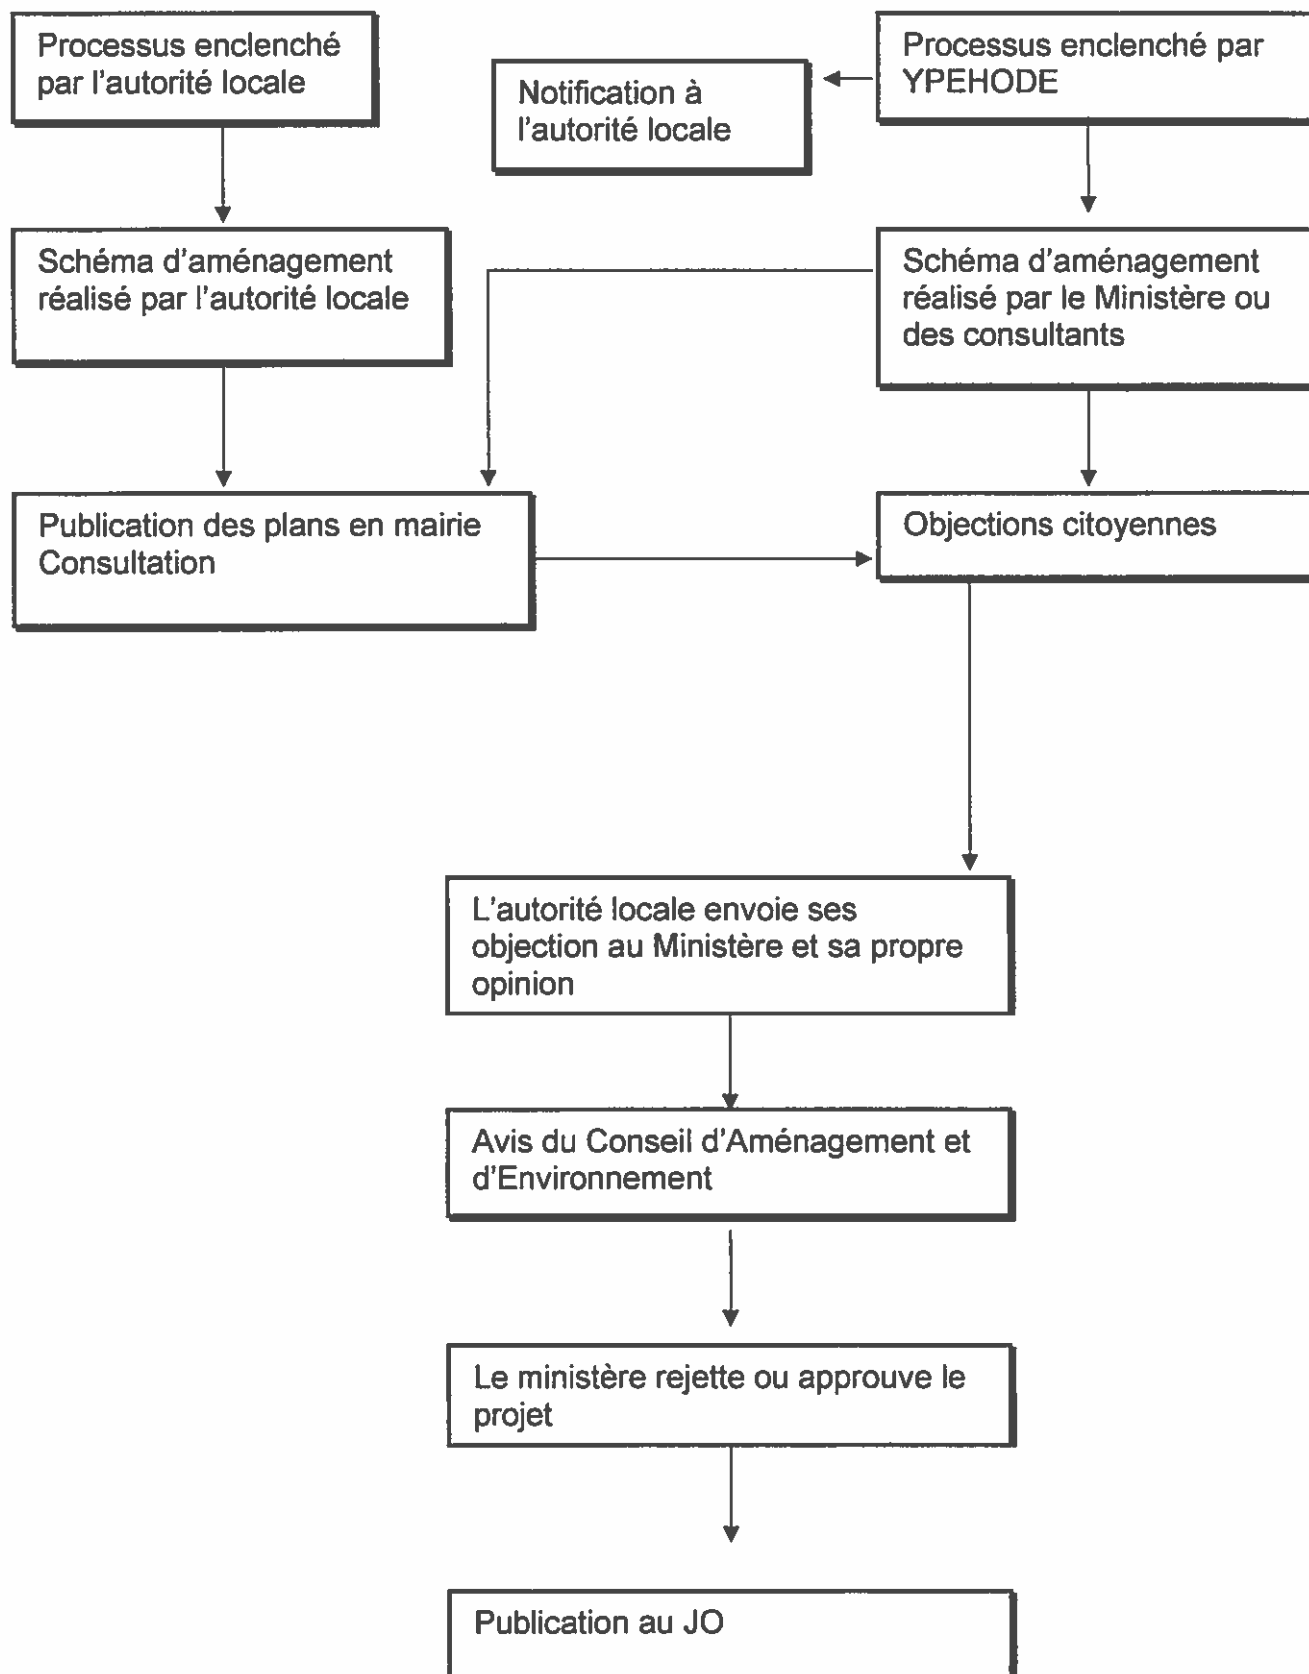 Processus enclenché
par l'autorité locale
Notification à
l'autorité locale
Processus enclenché par
YPEHODE
Schéma d'aménagement
réalisé par l'autorité locale
Schéma d'aménagement
réalisé par le Ministère ou
des consultants
Publication des plans en mairie
Consultation
Objections citoyennes
L'autorité locale envoie ses
objection au Ministère et sa propre
opinion
Avis du Conseil d'Aménagement et
d'Environnement
Le ministère rejette ou approuve le
projet
Publication au JO